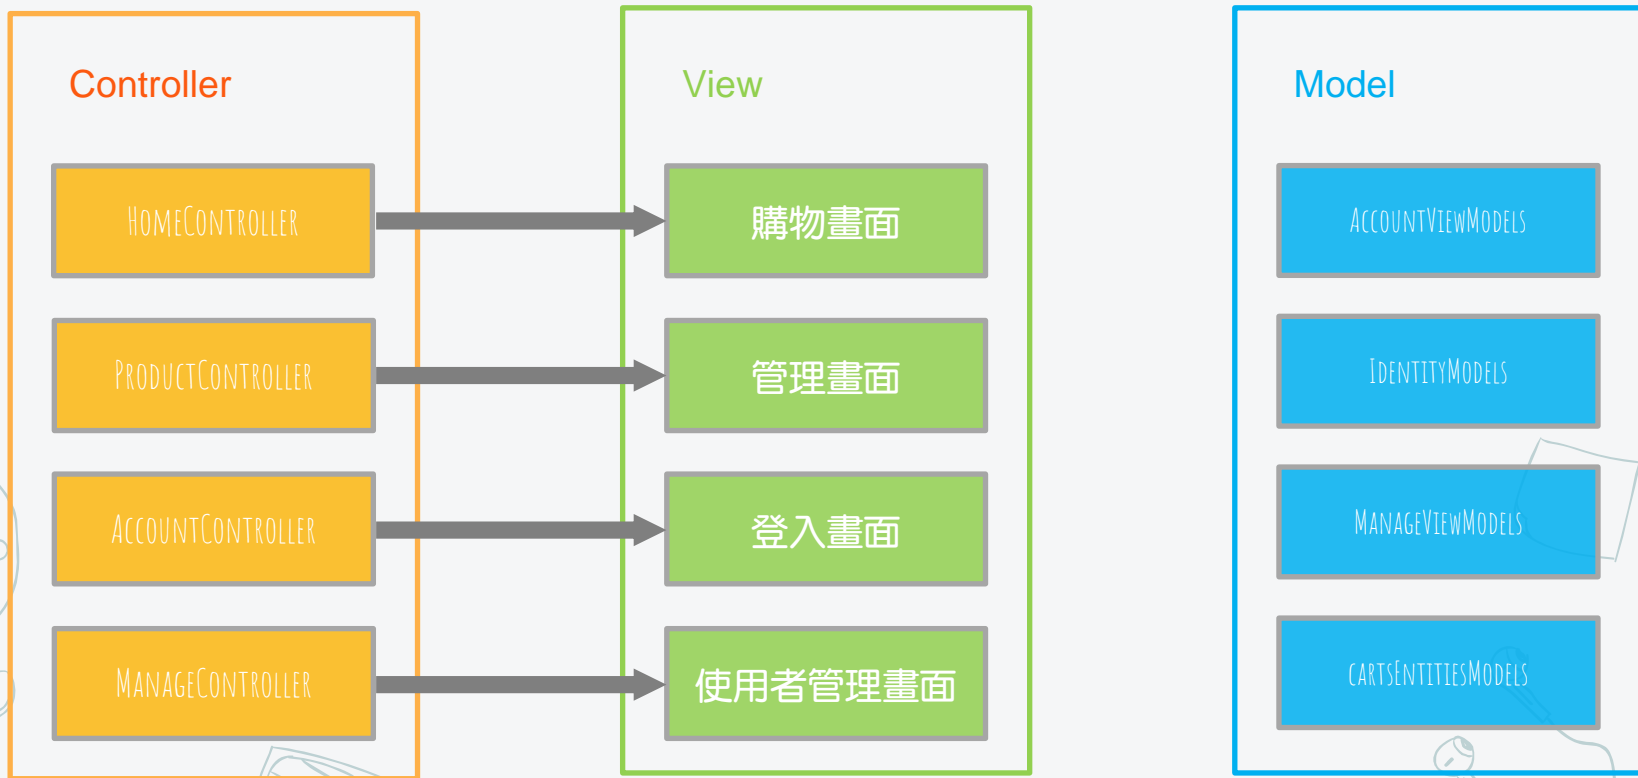 Controller
HomeController
ProductController
AccountController
ManageController
View
購物畫面
管理畫面
登入畫面
使用者管理畫面
Model
AccountViewModels
IdentityModels
ManageViewModels
cartsEntitiesModels